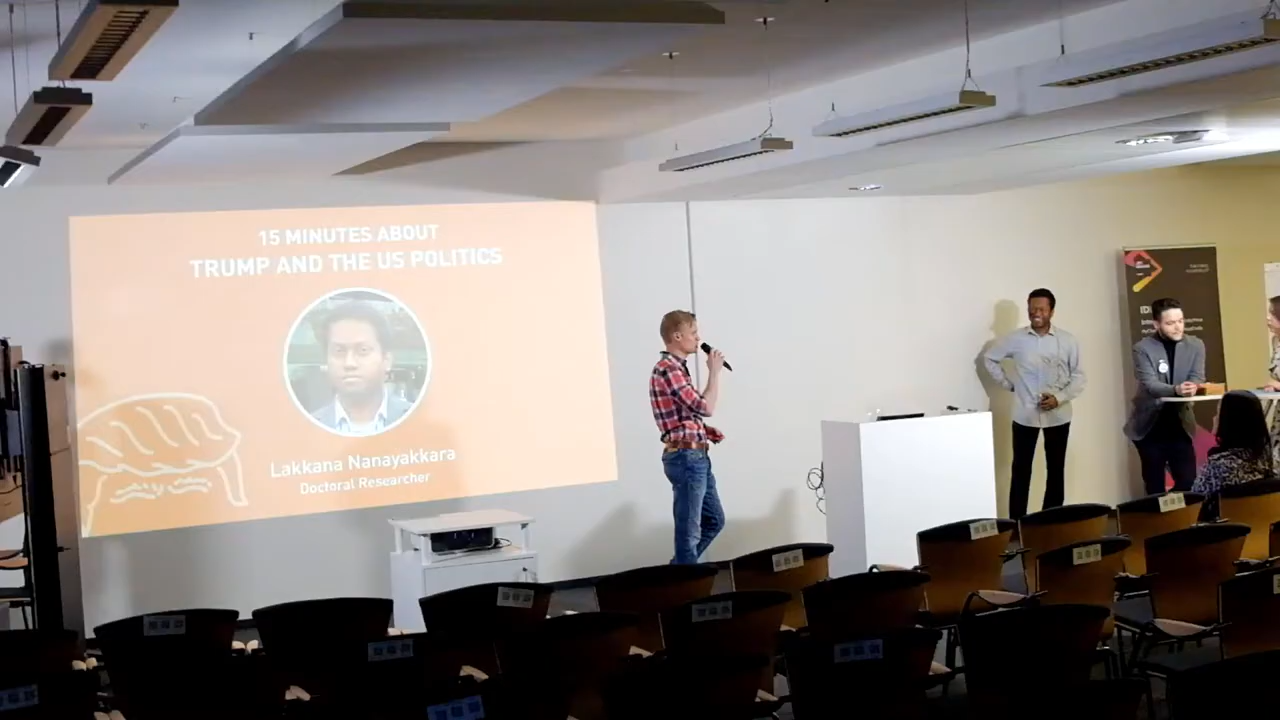 15 MINUTES ABOUT
TRUMP AND THE US POLITICS
Lakkana Nanayakkara
Doctoral Researcher